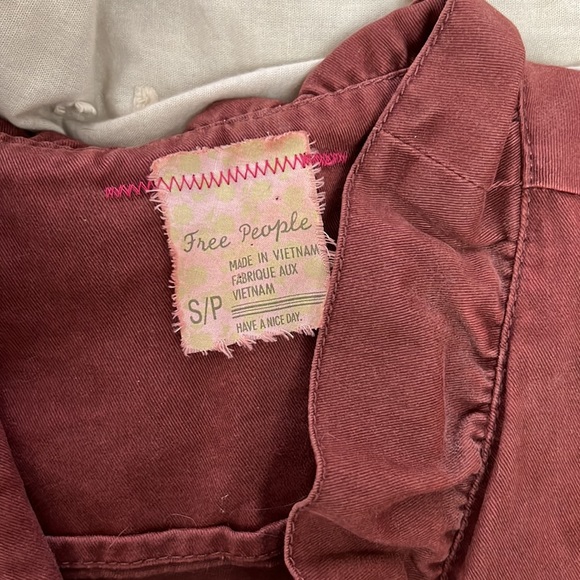 Free People
MADE IN VIETNAM
FABRIQUE AUX
VIETNAM
S/P
HAVE A NICE DAY.